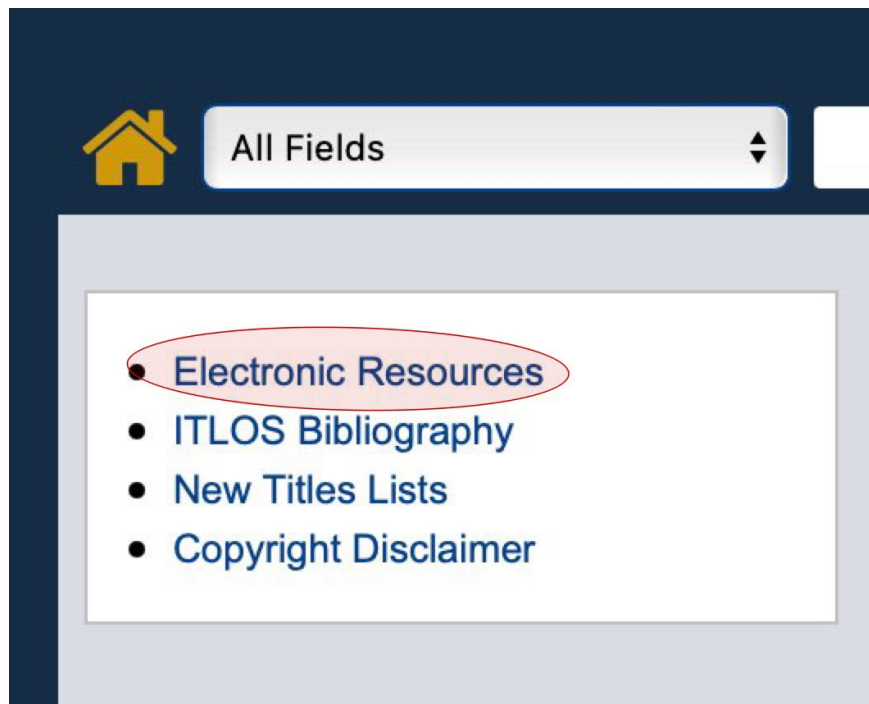 All Fields
Electronic Resources
ITLOS Bibliography
New Titles Lists
Copyright Disclaimer